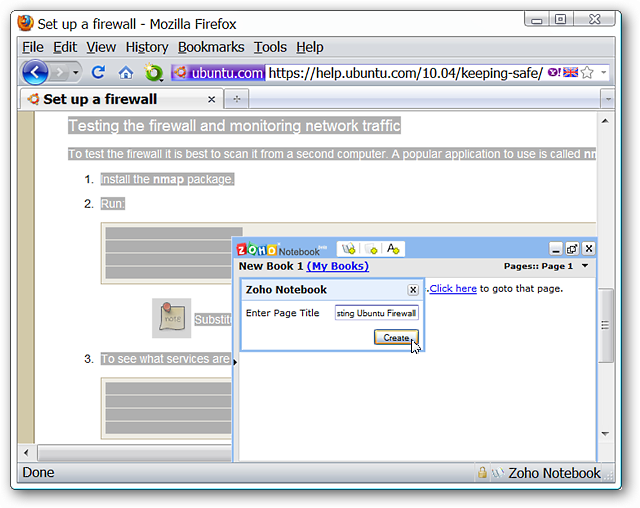 Set up a firewall - Mozilla Firefox
File Edit View History Bookmarks Tools Help
ubuntu.com https://help.ubuntu.com/10.04/keeping-safe/ Y!
Set up a firewall
Testing the firewall and monitoring network traffic
To test the firewall it is best to scan it from a second computer. A popular application to use is called
1. Install the nmap package.
2. Run:
ZOHO Notebook
New Book 1 (My Books) Pages:: Page 1
Zoho Notebook
.Click here to goto that page.
Enter Page Title sting Ubuntu Firewall
note
Create
3. To see what services are
Done
Zoho Notebook